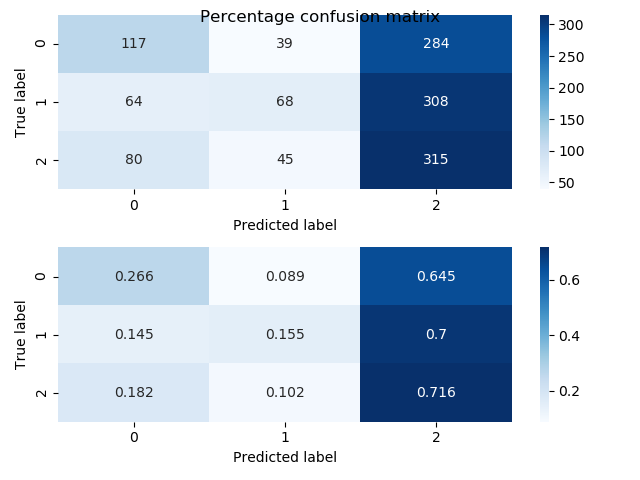 Percentage confusion matrix
0 117 39 284
1 64 68 308
2 80 45 315
0 1 2
Predicted label
True label
300
250
200
150
100
50
0 0.266 0.089 0.645
1 0.145 0.155 0.7
2 0.182 0.102 0.716
0 1 2
Predicted label
True label
0.6
0.4
0.2